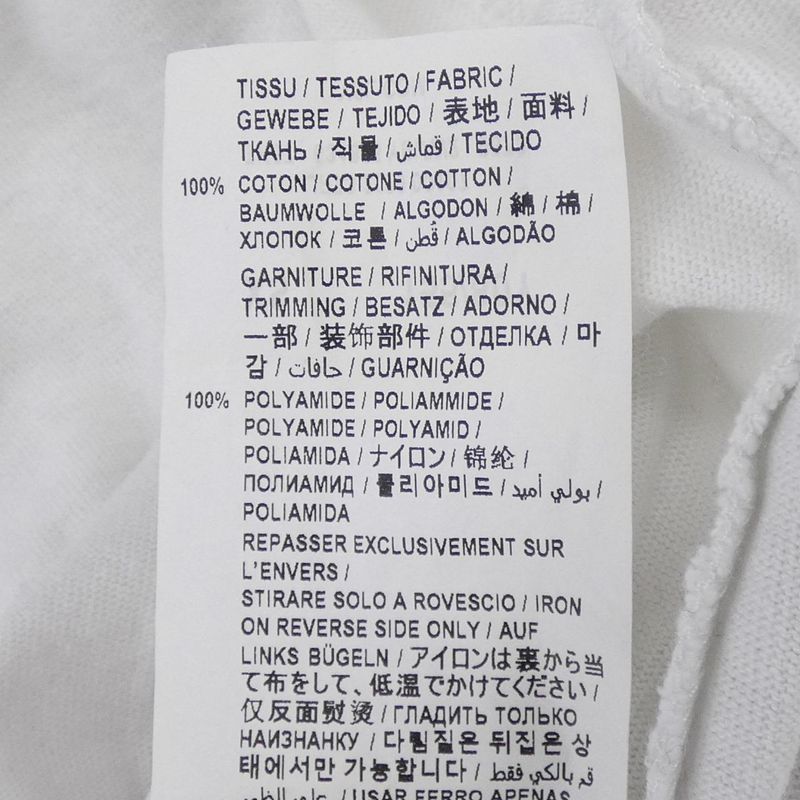 TISSU / TESSUTO / FABRIC /
GEWEBE / TEJIDO / 表地 / 面料 /
ТКАНЬ / 직물 / قماش / TECIDO
100% COTON / COTONE / COTTON /
BAUMWOLLE / ALGODON / 綿 / 棉 /
ХЛОПОК / 코튼 / قُطن / ALGODÃO
GARNITURE / RIFINITURA /
TRIMMING / BESATZ / ADORNO /
一部 / 装饰部件 / ОТДЕЛКА / 마
감 / حافات / GUARNIÇÃO
100% POLYAMIDE / POLIAMMIDE /
POLYAMIDE / POLYAMID /
POLIAMIDA / ナイロン / 锦纶 /
ПОЛИАМИД / 폴리아미드 / بولي أميد /
POLIAMIDA
REPASSER EXCLUSIVEMENT SUR
L'ENVERS /
STIRARE SOLO A ROVESCIO / IRON
ON REVERSE SIDE ONLY / AUF
LINKS BÜGELN / アイロンは裏から当
て布をして、低温でかけてください /
仅反面熨烫 / ГЛАДИТЬ ТОЛЬКО
НАИЗНАНКУ / 다림질은 뒤집은 상
태에서만 가능합니다 / قم بالكي فقط
على الظهر / USAR FERRO APENAS